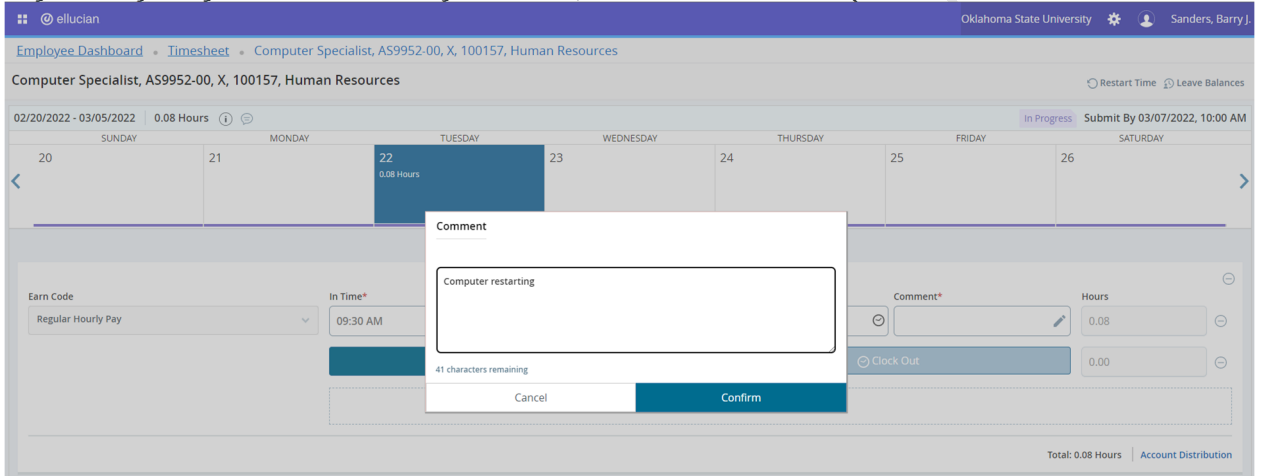 ellucian
Oklahoma State University
Sanders, Barry J.
Employee Dashboard • Timesheet • Computer Specialist, AS9952-00, X, 100157, Human Resources
Computer Specialist, AS9952-00, X, 100157, Human Resources
Restart Time Leave Balances
02/20/2022 - 03/05/2022 0.08 Hours
In Progress Submit By 03/07/2022, 10:00 AM
SUNDAY MONDAY TUESDAY WEDNESDAY THURSDAY FRIDAY SATURDAY
20 21 22 23 24 25 26
0.08 Hours
Comment
Computer restarting
41 characters remaining
Cancel Confirm
Earn Code In Time* Comment* Hours
Regular Hourly Pay 09:30 AM 0.08
Clock Out 0.00
Total: 0.08 Hours Account Distribution